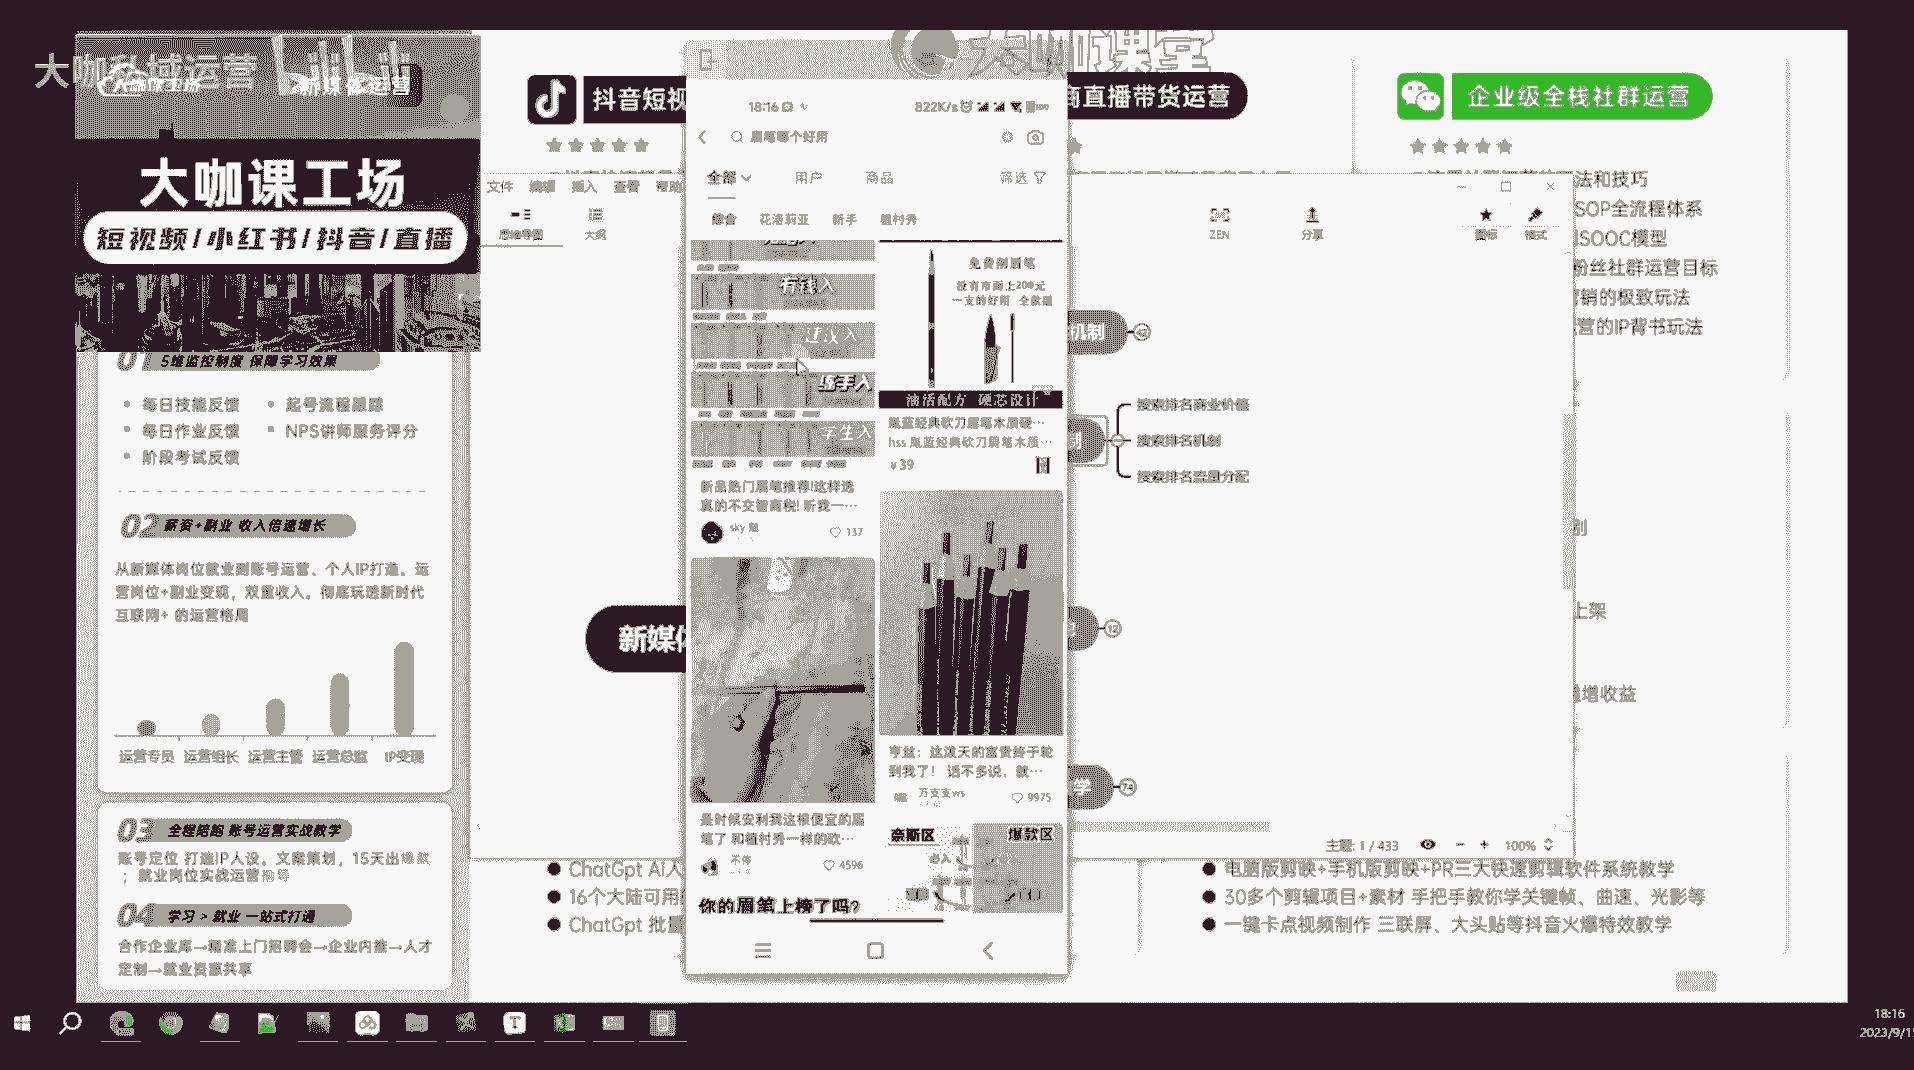 大咖私域运营
大咖课堂
新媒体运营
大咖课工场
短视频/小红书/抖音/直播
01 5维监控制度 保障学习效果
每日技能反馈
起号流程跟踪
每日作业反馈
NPS讲师服务评分
阶段考试反馈
02 薪资+副业 收入倍速增长
从新媒体岗位就业到账号运营、个人IP打造。运
营岗位+副业变现，双重收入。彻底玩透新时代
互联网+ 的运营格局
运营专员 运营组长 运营主管 运营总监 IP变现
03 全程陪跑 账号运营实战教学
账号定位 打造IP人设。文案策划，15天出爆款
；就业岗位实战运营指导
04 学习 > 就业 一站式打通
合作企业库→精准上门招聘会→企业内推→人才
定制→就业资源共享
抖音短视
商直播带货运营
企业级全栈社群运营
法和技巧
SOP全流程体系
ISOOC模型
粉丝社群运营目标
营销的极致玩法
营的IP背书玩法
上架
增收益
文件 编辑 插入 查看 帮助
思维导图 大纲
ZEN 分享 图标 格式
新媒体
机制 42
制
搜索排名商业价值
搜索排名机制
搜索排名流量分配
12
学 74
主题: 1 / 433 100%
18:16
822K/s
眉笔哪个好用
全部 用户 商品 筛选
综合 花洛莉亚 新手 植村秀
有钱入
建议入
练手入
学生入
新品热门眉笔推荐!这样选
真的不交智商税! 听我一…
sky 魅 137
免费削眉笔
没有市面上200元
一支的好用 全额退
油活配方 硬芯设计
胤蓝经典砍刀眉笔木质硬…
hss 胤蓝经典砍刀眉笔木质…
¥39
是时候安利我这根便宜的眉
笔了 和植村秀一样的砍…
不停 4596
亨丝：这泼天的富贵终于轮
到我了！ 话不多说，就…
万支支ws 9975
你的眉笔上榜了吗?
奈斯区 爆款区
必入
ChatGpt Ai人
16个大陆可用
ChatGpt 批量
电脑版剪映+手机版剪映+PR三大快速剪辑软件系统教学
30多个剪辑项目+素材 手把手教你学关键帧、曲速、光影等
一键卡点视频制作 三联屏、大头贴等抖音火爆特效教学
18:16
2023/9/1